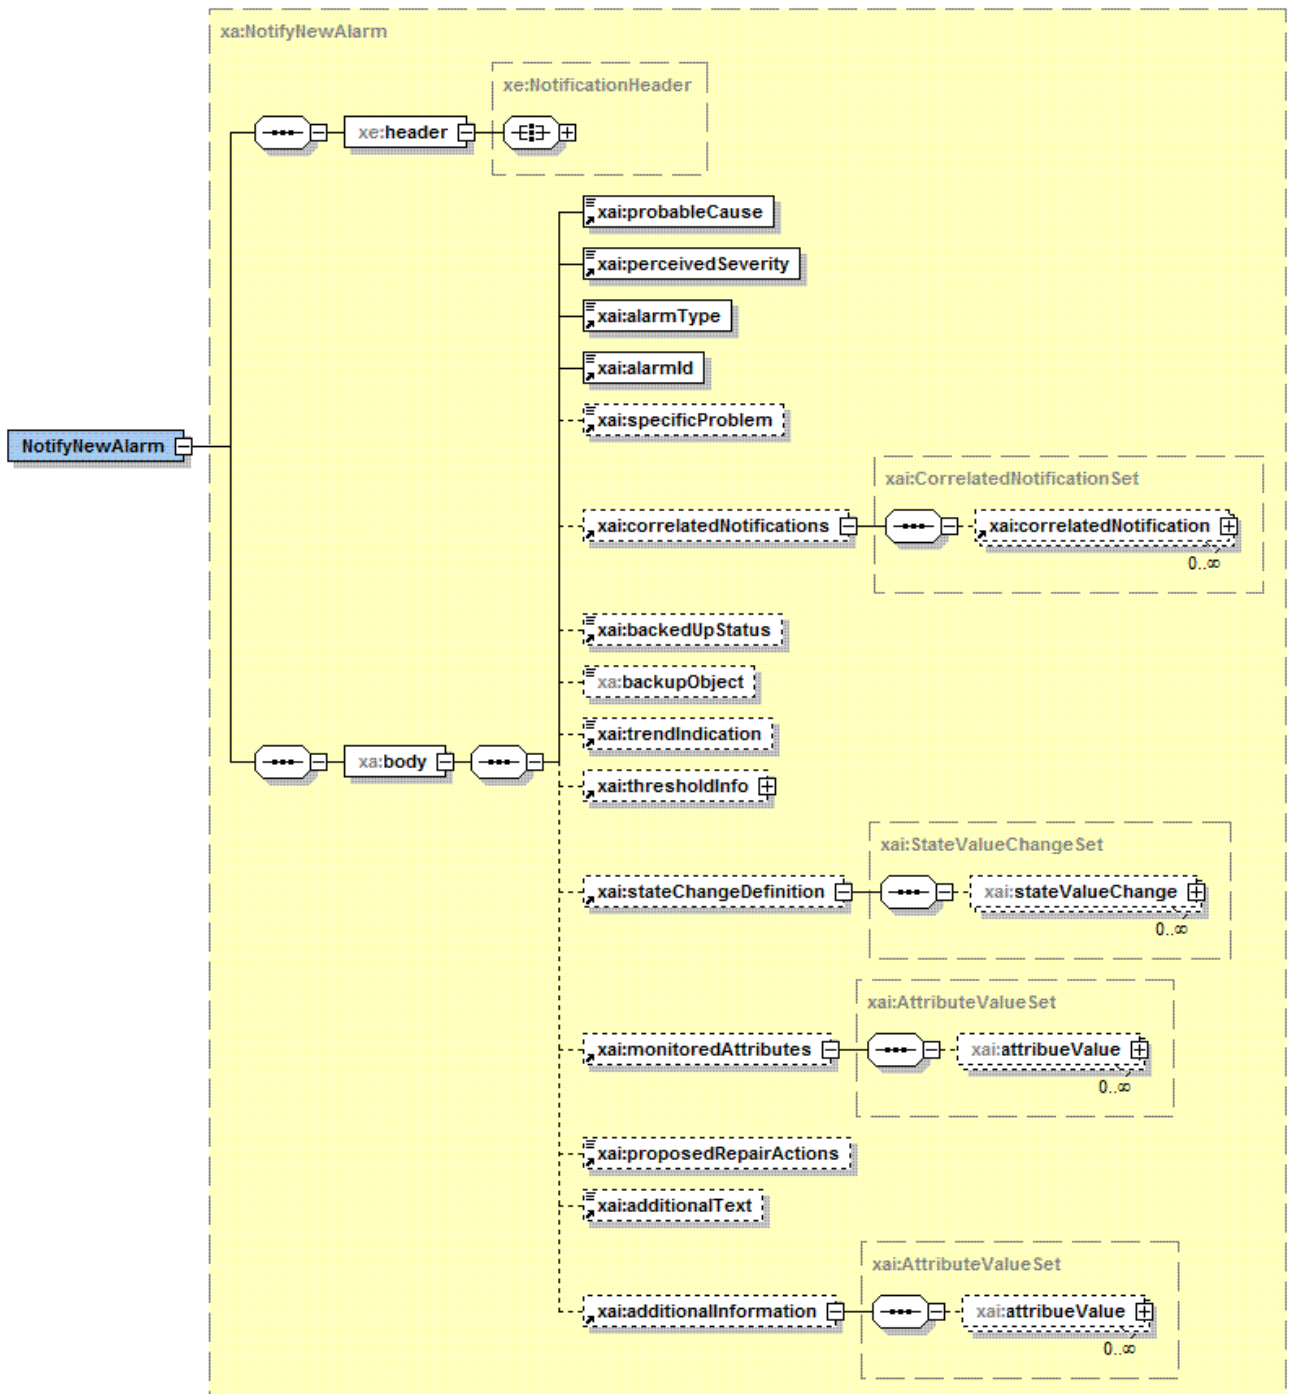 xa:NotifyNewAlarm
xe:NotificationHeader
xe:header
xai:probableCause
xai:perceivedSeverity
xai:alarmType
xai:alarmId
xai:specificProblem
NotifyNewAlarm
xai:CorrelatedNotificationSet
xai:correlatedNotifications
xai:correlatedNotification
0..∞
xai:backedUpStatus
xa:backupObject
xai:trendIndication
xa:body
xai:thresholdInfo
xai:StateValueChangeSet
xai:stateChangeDefinition
xai:stateValueChange
0..∞
xai:AttributeValueSet
xai:monitoredAttributes
xai:attribueValue
0..∞
xai:proposedRepairActions
xai:additionalText
xai:AttributeValueSet
xai:additionalInformation
xai:attribueValue
0..∞